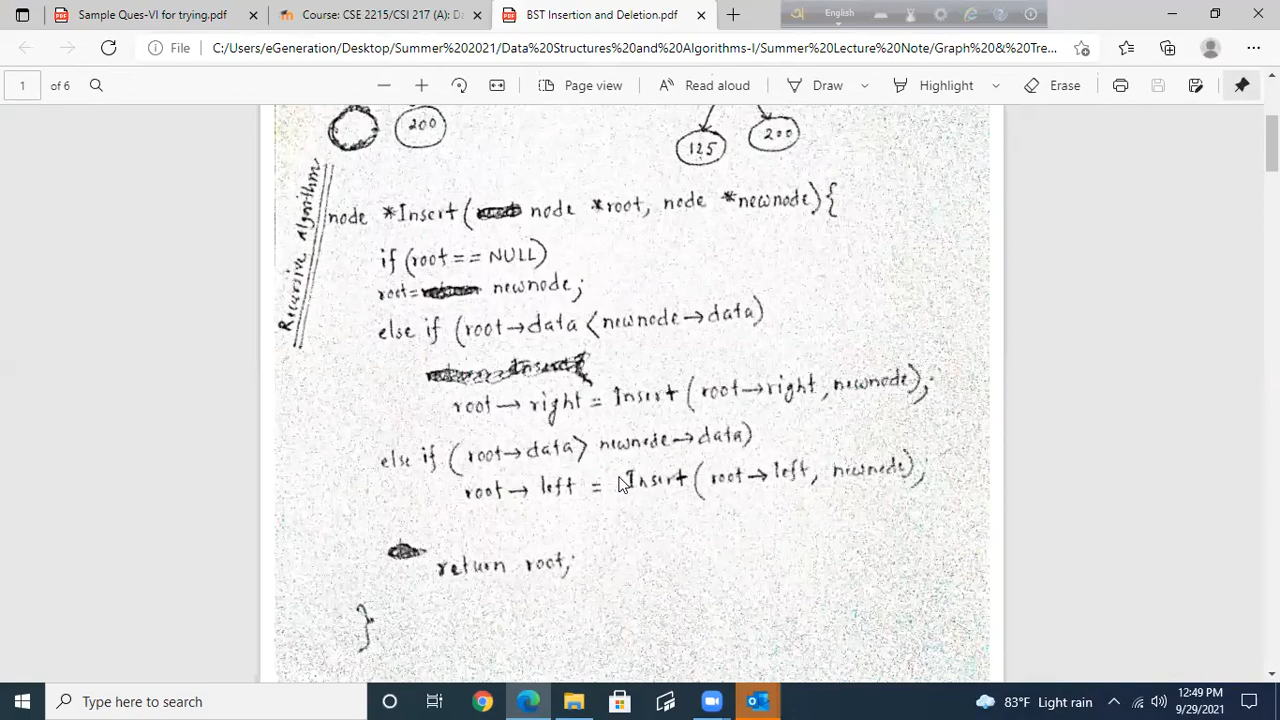 Sample Qu
/I for trying.pdf
Course: CSE 2215/CSI 217 (A): Da
BST Insertion and Deletion.pdf
English
File
C:/Users/eGeneration/Desktop/Summer%202021/Data%20Structures%20and%20Algorithms-I/Summer%20Lecture%20Note/Graph%20&%20Tre...
1 of 6
Page view
Read aloud
Draw
Highlight
Erase
200
125
200
Recursive Algorithm
node *Insert( node *root, node *newnode){
if (root == NULL)
root= newnode;
else if (root→data < newnode→data)
root→right = Insert (root→right, newnode);
else if (root→data > newnode→data)
root→left = Insert (root→left, newnode);
return root;
}
Type here to search
83°F Light rain
12:49 PM
9/29/2021